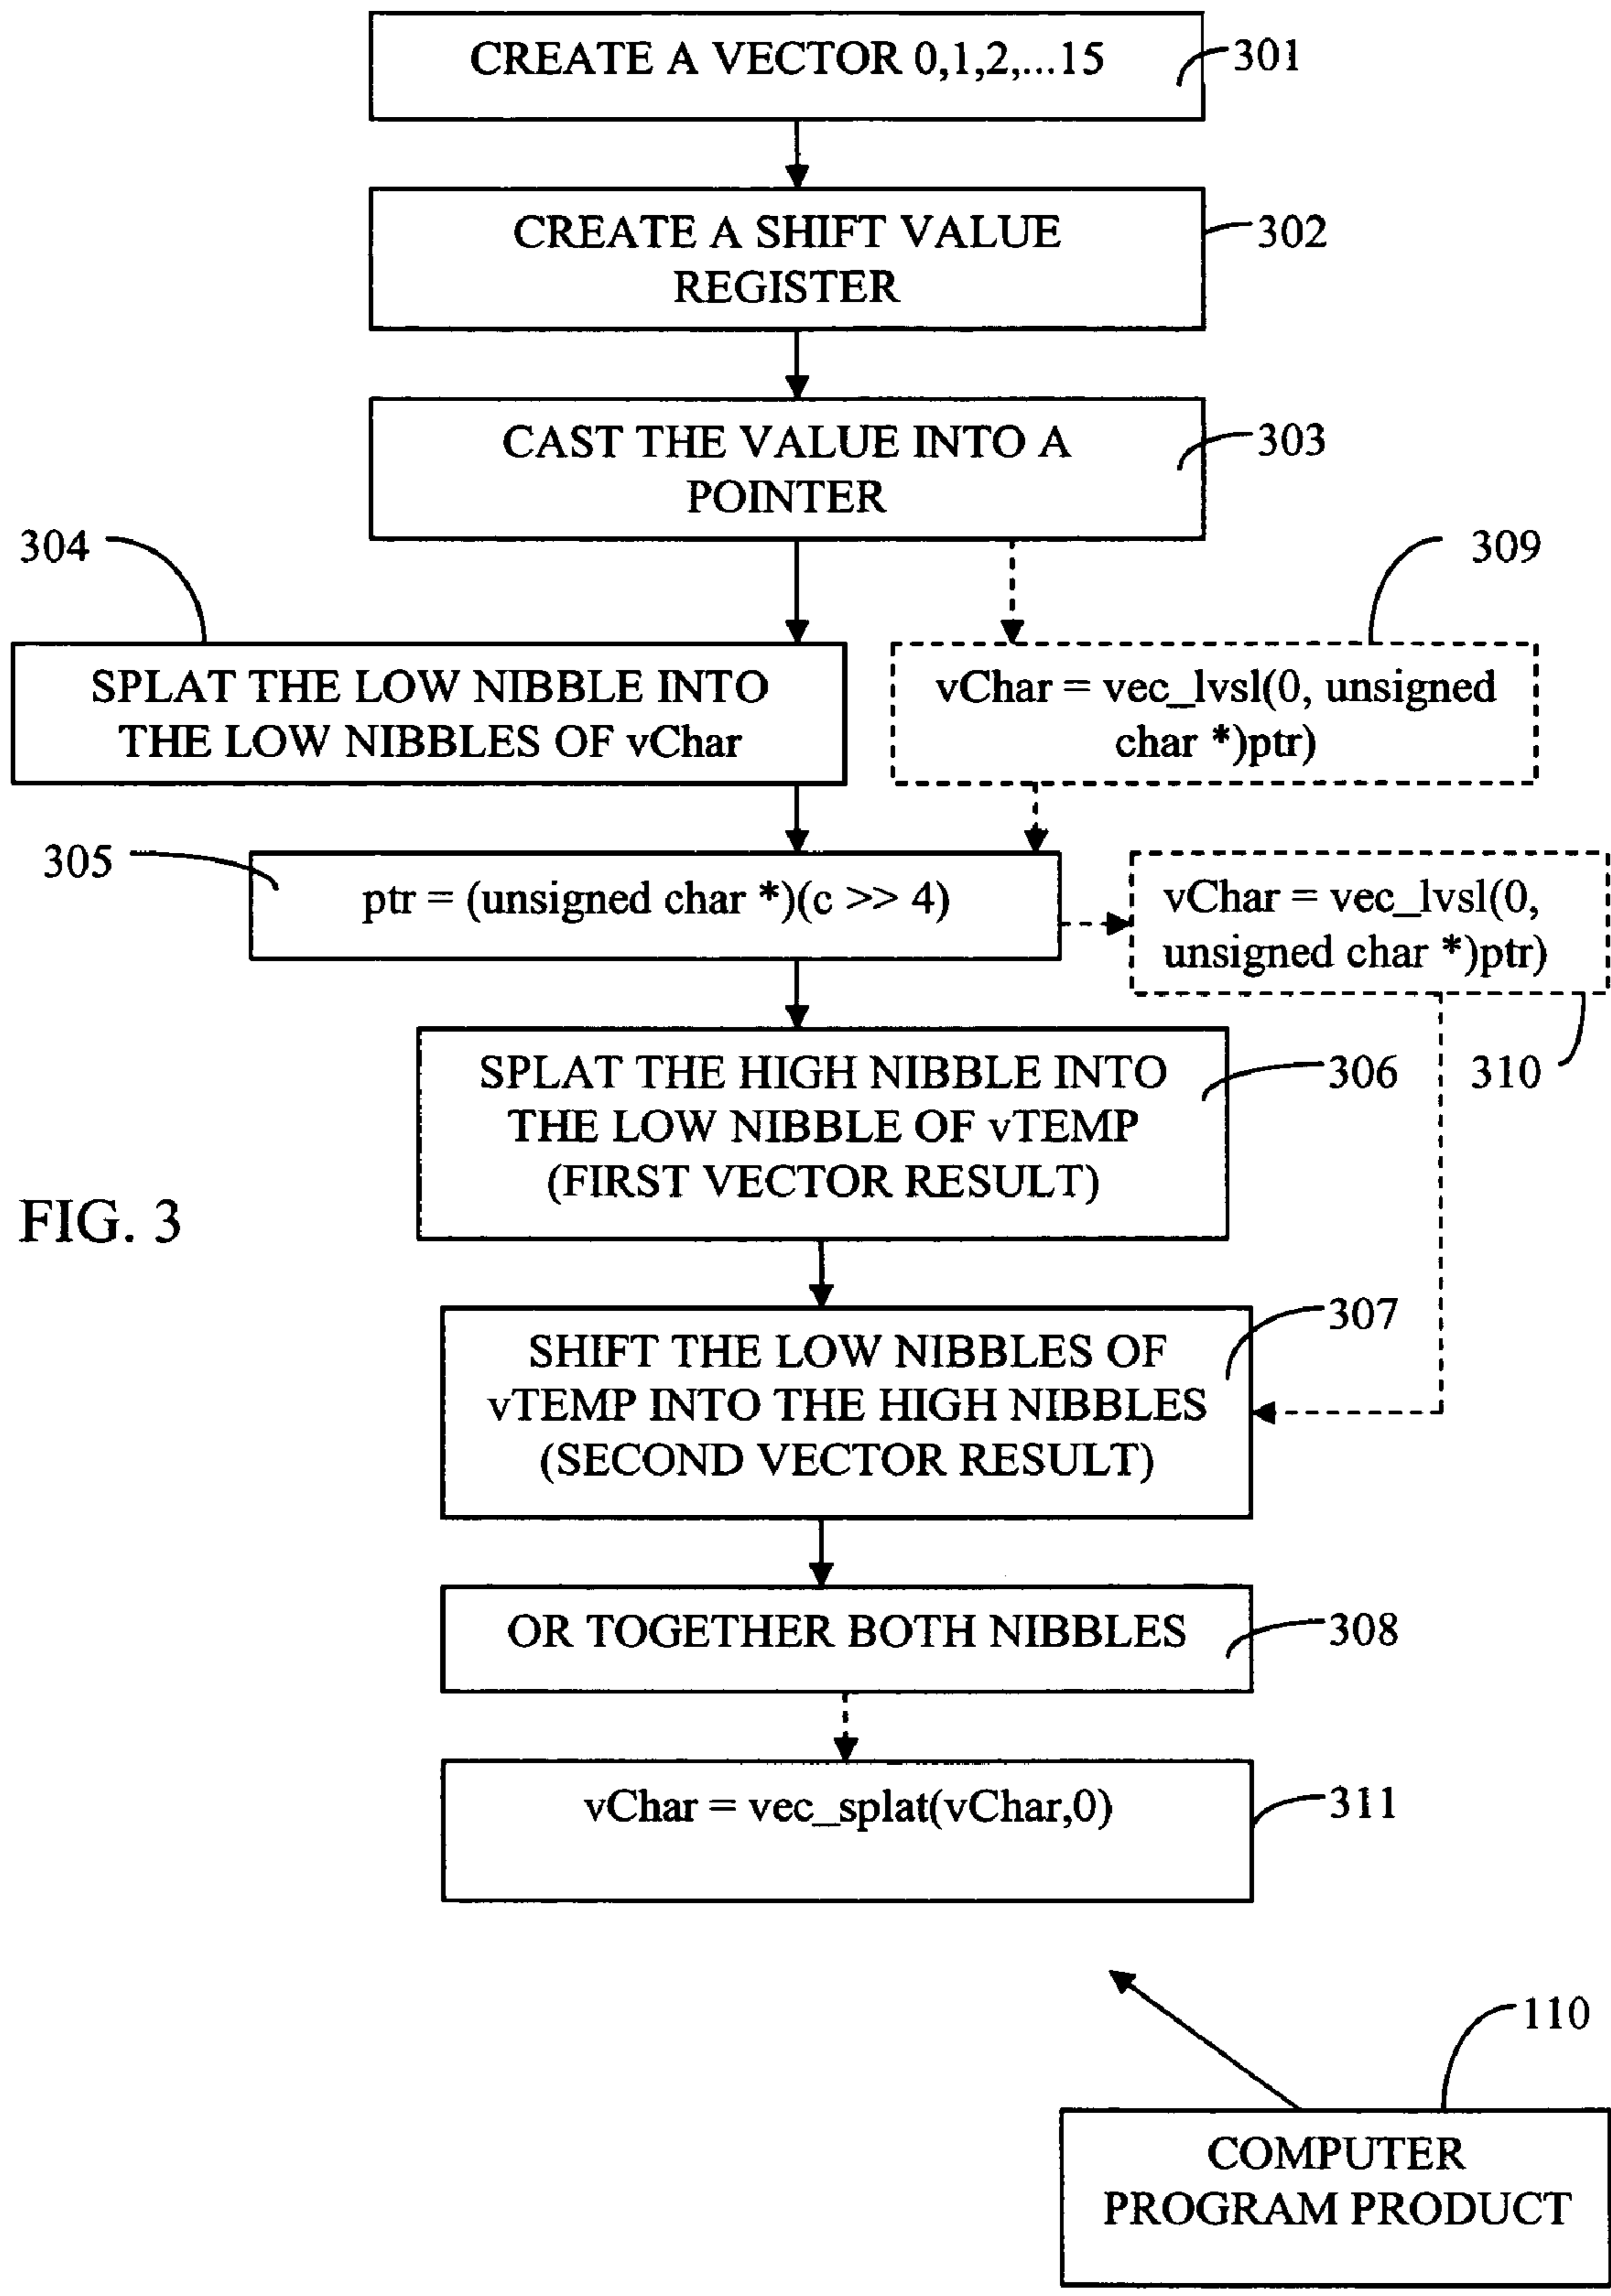 CREATE A VECTOR 0,1,2,...15
301
CREATE A SHIFT VALUE
REGISTER
302
CAST THE VALUE INTO A
POINTER
303
304
309
SPLAT THE LOW NIBBLE INTO
THE LOW NIBBLES OF vChar
vChar = vec_lvsl(0, unsigned
char *)ptr)
305
ptr = (unsigned char *)(c >> 4)
vChar = vec_lvsl(0,
unsigned char *)ptr)
310
SPLAT THE HIGH NIBBLE INTO
THE LOW NIBBLE OF vTEMP
(FIRST VECTOR RESULT)
306
FIG. 3
SHIFT THE LOW NIBBLES OF
vTEMP INTO THE HIGH NIBBLES
(SECOND VECTOR RESULT)
307
OR TOGETHER BOTH NIBBLES
308
vChar = vec_splat(vChar,0)
311
110
COMPUTER
PROGRAM PRODUCT